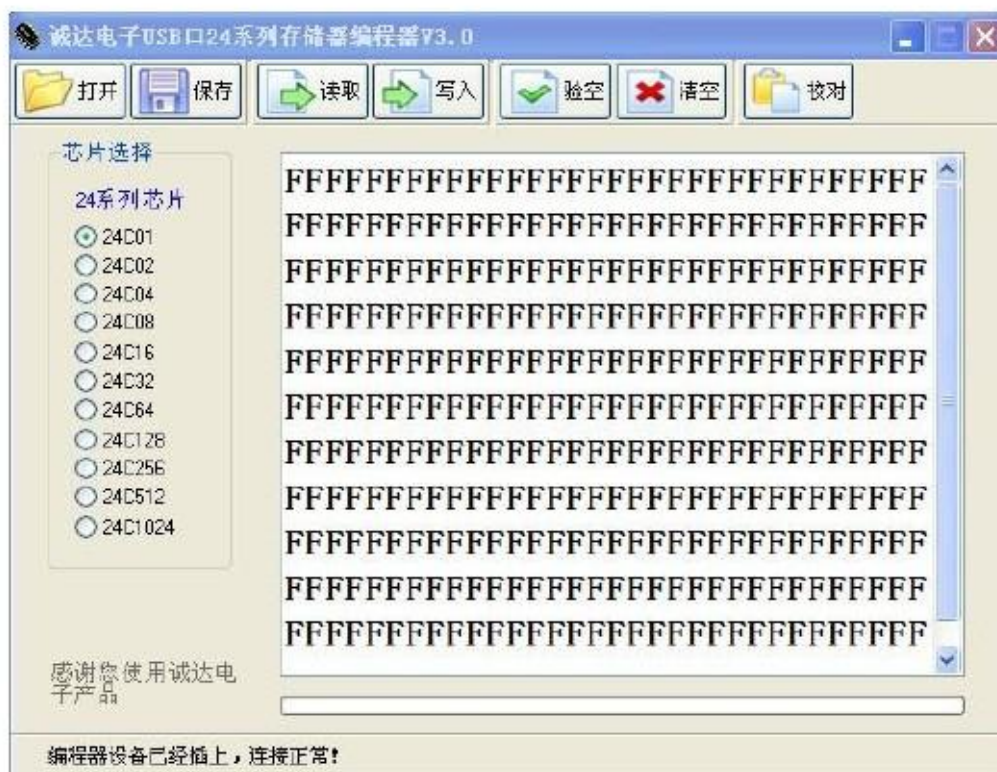 诚达电子USB口24系列存储器编程器V3.0
打开 保存 读取 写入 验空 清空 校对
芯片选择
24系列芯片
24C01
24C02
24C04
24C08
24C16
24C32
24C64
24C128
24C256
24C512
24C1024
FFFFFFFFFFFFFFFFFFFFFFFFFFFFFFFF
FFFFFFFFFFFFFFFFFFFFFFFFFFFFFFFF
FFFFFFFFFFFFFFFFFFFFFFFFFFFFFFFF
FFFFFFFFFFFFFFFFFFFFFFFFFFFFFFFF
FFFFFFFFFFFFFFFFFFFFFFFFFFFFFFFF
FFFFFFFFFFFFFFFFFFFFFFFFFFFFFFFF
FFFFFFFFFFFFFFFFFFFFFFFFFFFFFFFF
FFFFFFFFFFFFFFFFFFFFFFFFFFFFFFFF
FFFFFFFFFFFFFFFFFFFFFFFFFFFFFFFF
FFFFFFFFFFFFFFFFFFFFFFFFFFFFFFFF
FFFFFFFFFFFFFFFFFFFFFFFFFFFFFFFF
感谢您使用诚达电
子产品
编程器设备已经插上，连接正常！